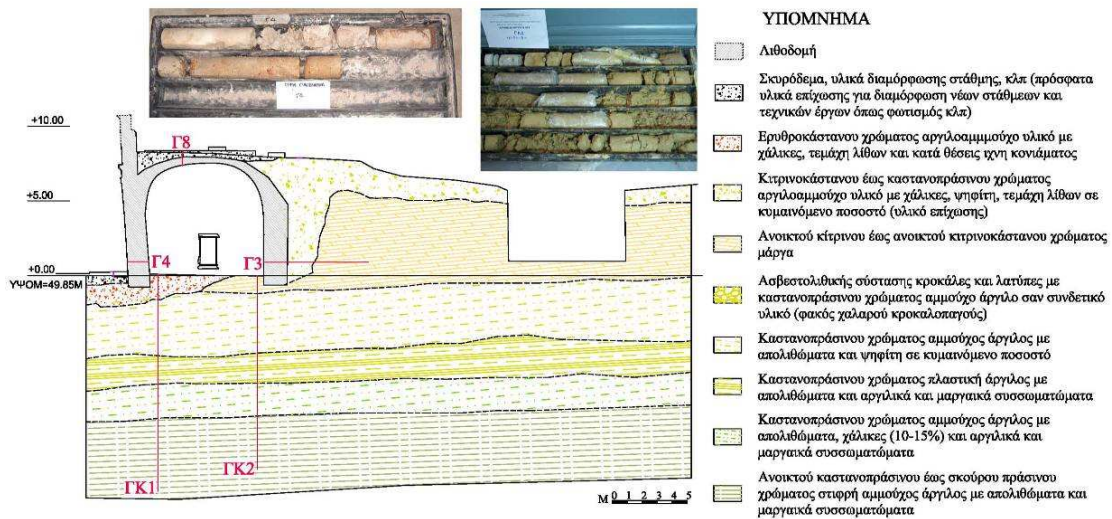 Γ4
ΥΠΟΜΝΗΜΑ
Λιθοδομή
Σκυρόδεμα, υλικά διαμόρφωσης στάθμης, κλπ (πρόσφατα
υλικά επίχωσης για διαμόρφωση νέων στάθμεων και
τεχνικών έργων όπως φωτισμός κλπ)
Ερυθροκάστανου χρώματος αργιλοαμμμούχο υλικό με
χάλικες, τεμάχη λίθων και κατά θέσεις ιχνη κονιάματος
Κιτρινοκάστανου έως καστανοπράσινου χρώματος
αργιλοαμμούχο υλικό με χάλικες, ψηφίτη, τεμάχη λίθων σε
κυμαινόμενο ποσοστό (υλικό επίχωσης)
Ανοικτού κίτρινου έως ανοικτού κιτρινοκάστανου χρώματος
μάργα
Ασβεστολιθικής σύστασης κροκάλες και λατύπες με
καστανοπράσινου χρώματος αμμούχο άργιλο σαν συνδετικό
υλικό (φακός χαλαρού κροκαλοπαγούς)
Καστανοπράσινου χρώματος αμμούχος άργιλος με
απολιθώματα και ψηφίτη σε κυμαινόμενο ποσοστό
Καστανοπράσινου χρώματος πλαστική άργιλος με
απολιθώματα και αργιλικά και μαργαικά συσσωματώματα
Καστανοπράσινου χρώματος αμμούχος άργιλος με
απολιθώματα, χάλικες (10-15%) και αργιλικά και
μαργαικά συσσωματώματα
Ανοικτού καστανοπράσινου έως σκούρου πράσινου
χρώματος στιφρή αμμούχος άργιλος με απολιθώματα και
μαργαικά συσσωματώματα
+10.00
Γ8
+5.00
Γ4
Γ3
+0.00
ΥΨΟΜ=49.85Μ
ΓΚ1
ΓΚ2
Μ 0 1 2 3 4 5